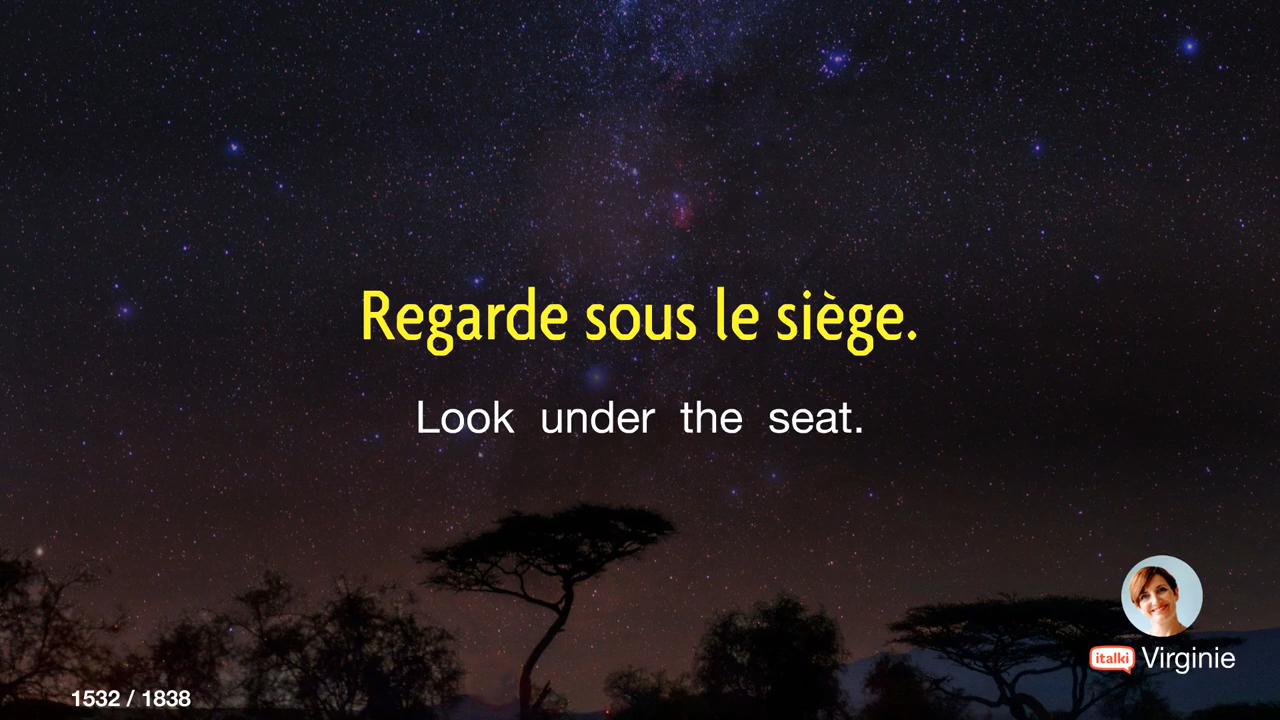 Regarde sous le siège.
Look under the seat.
italki Virginie
1532 / 1838